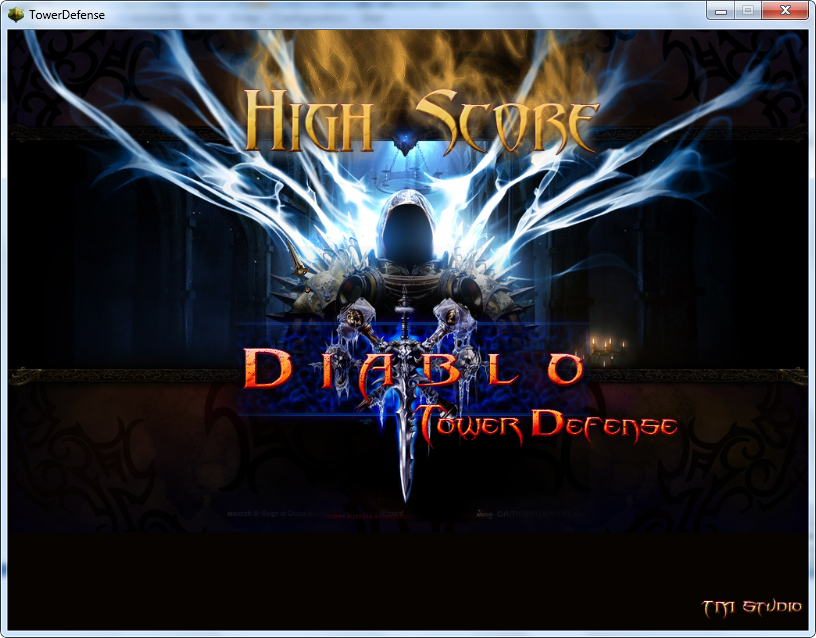 TowerDefense
High Score
Diablo
Tower Defense
TM Studio